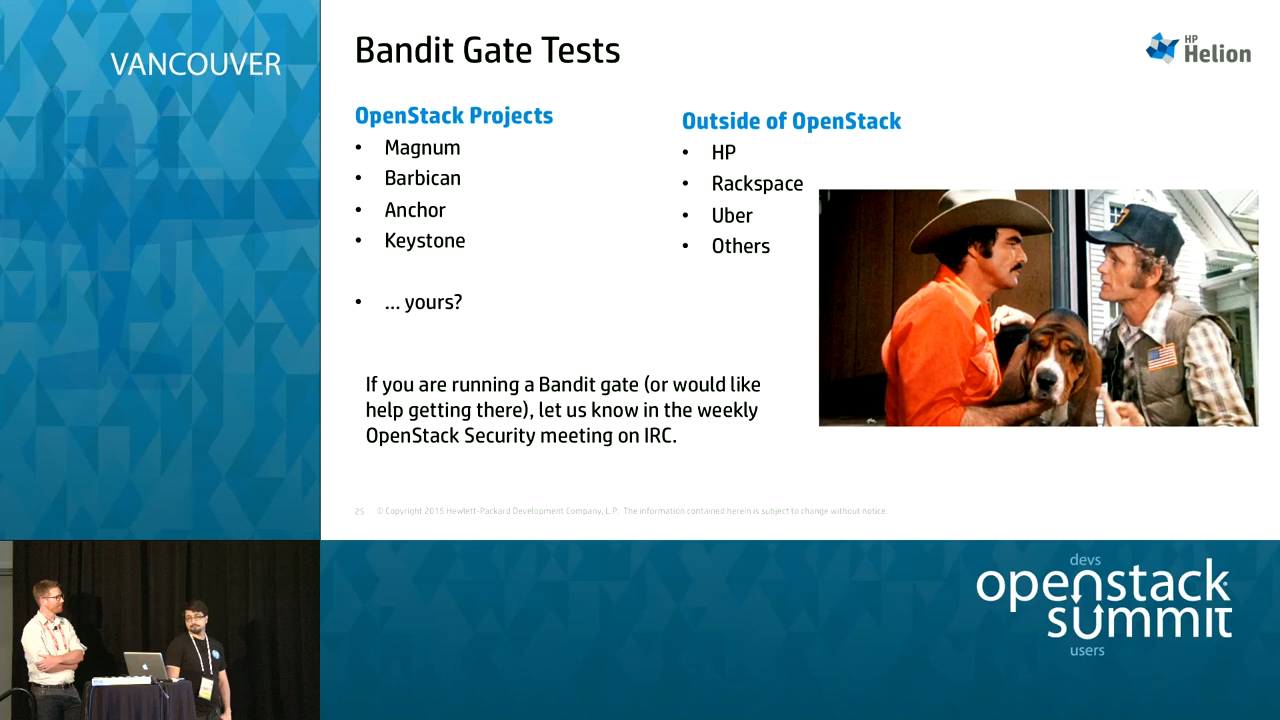 VANCOUVER
Bandit Gate Tests
HP
Helion
OpenStack Projects
• Magnum
• Barbican
• Anchor
• Keystone
• ... yours?
Outside of OpenStack
• HP
• Rackspace
• Uber
• Others
If you are running a Bandit gate (or would like
help getting there), let us know in the weekly
OpenStack Security meeting on IRC.
25 © Copyright 2015 Hewlett-Packard Development Company, L.P. The information contained herein is subject to change without notice.
devs
openstack
summit
users